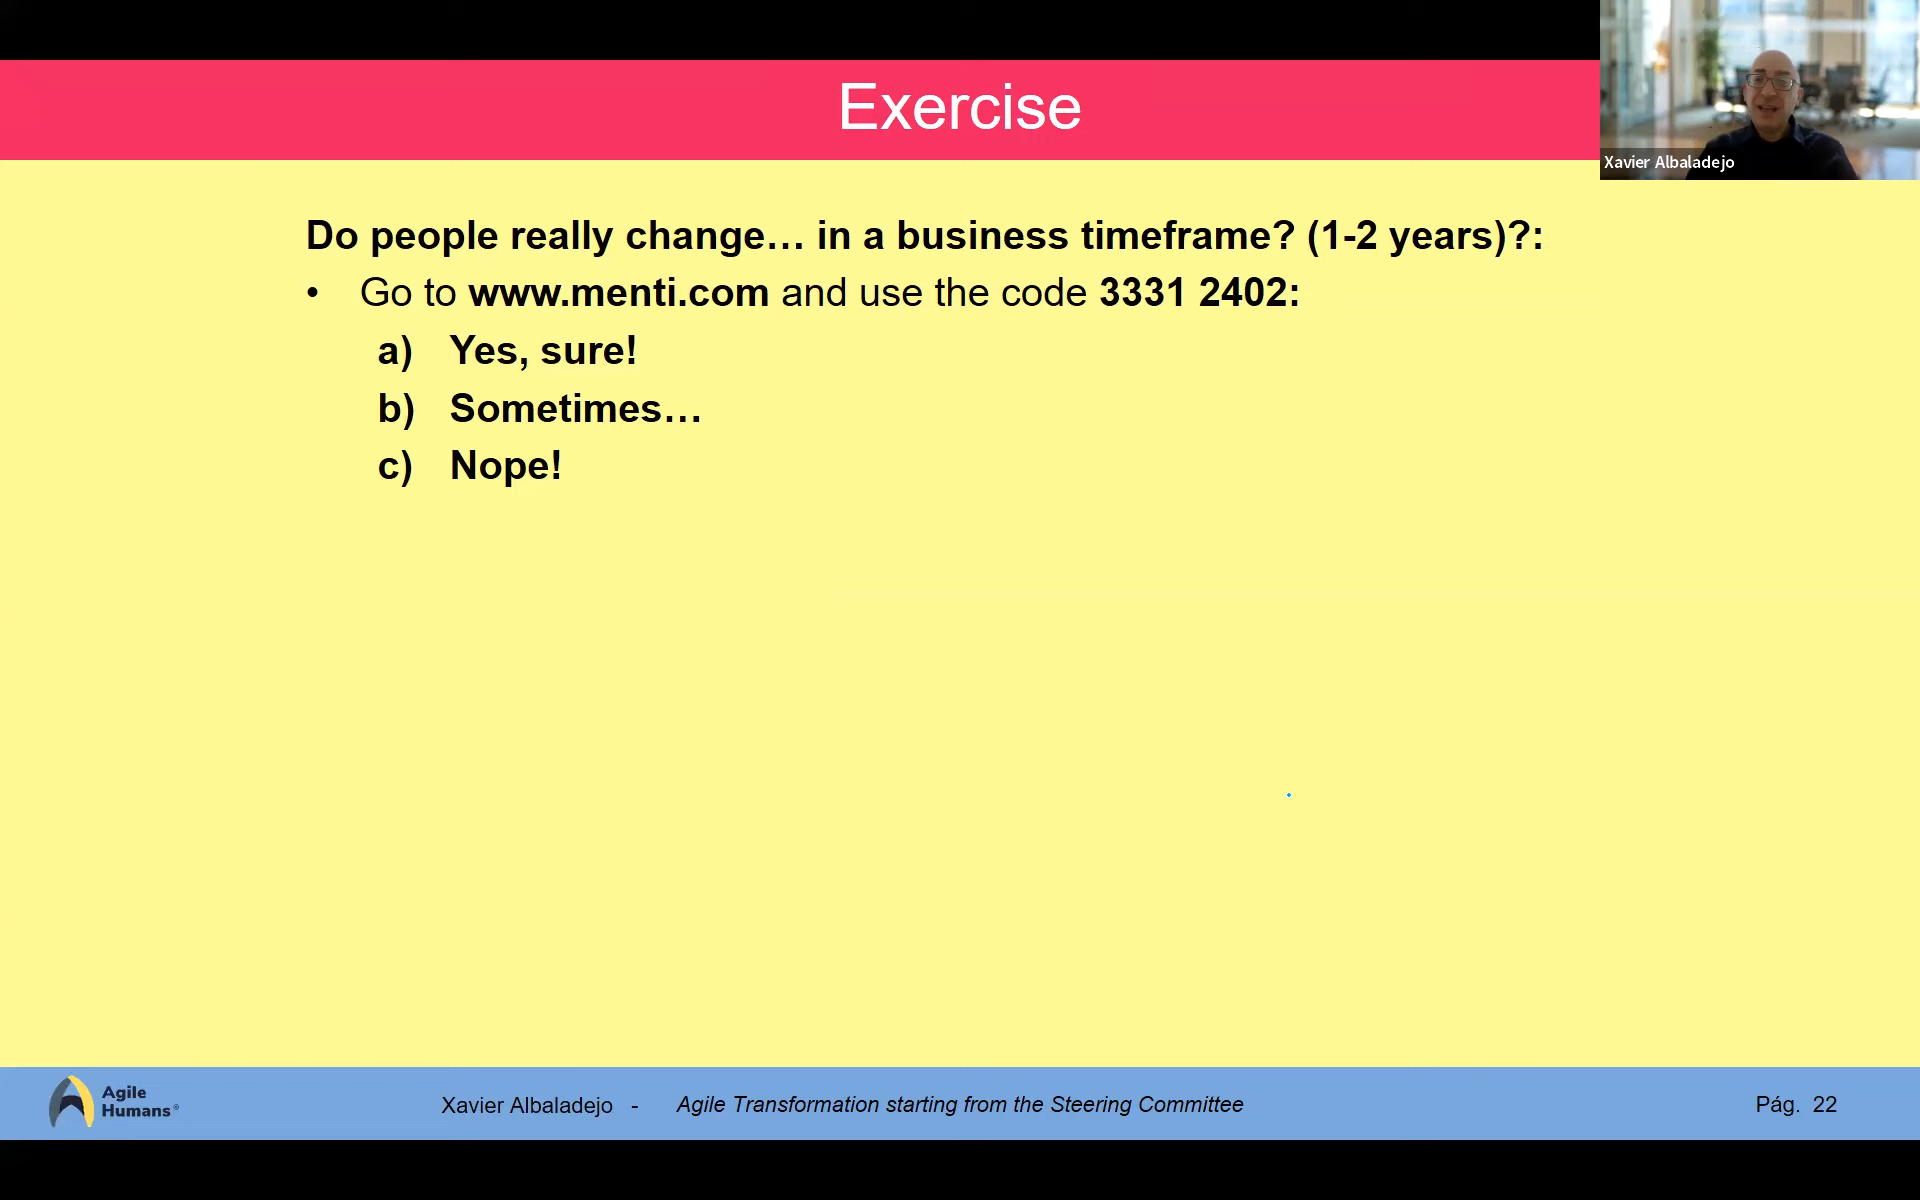 Exercise
Xavier Albaladejo
Do people really change… in a business timeframe? (1-2 years)?:
• Go to www.menti.com and use the code 3331 2402:
a) Yes, sure!
b) Sometimes…
c) Nope!
Agile
Humans®
Xavier Albaladejo - Agile Transformation starting from the Steering Committee
Pág. 22